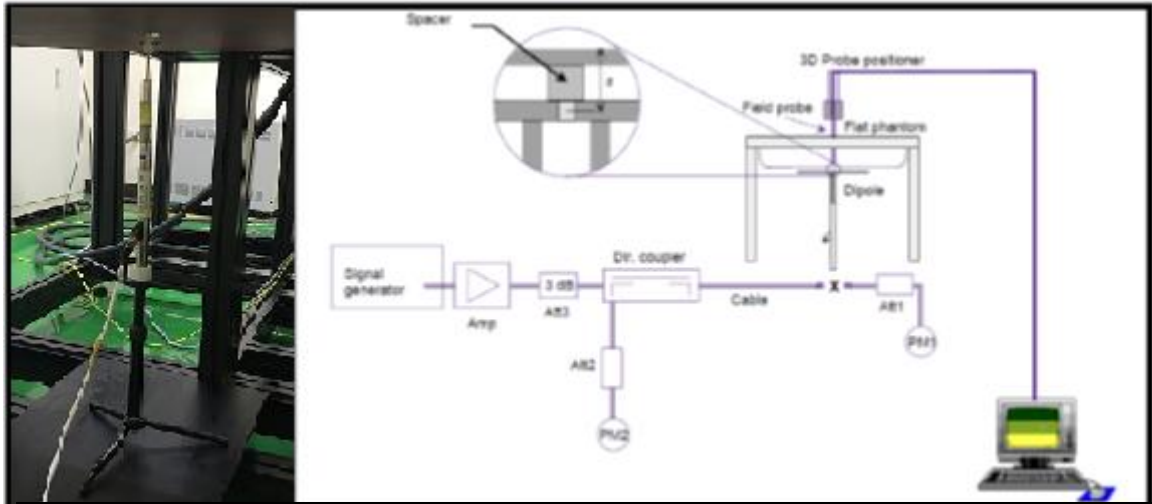 Spacer
s
3D Probe positioner
Field probe
Flat phantom
Dipole
Signal
generator
Amp
3 dB
Att3
Dir. coupler
Cable
X
Att1
PM1
Att2
PM2